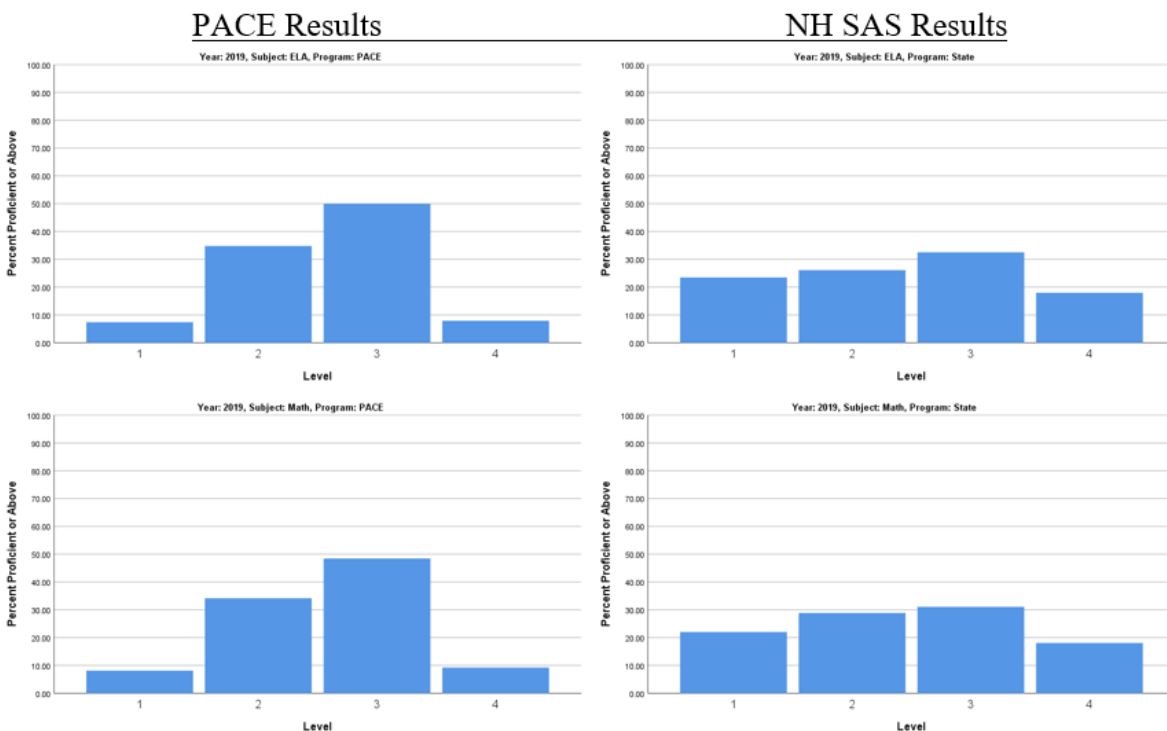 PACE Results
NH SAS Results
Year: 2019, Subject: ELA, Program: PACE
Percent Proficient or Above
100.00
90.00
80.00
70.00
60.00
50.00
40.00
30.00
20.00
10.00
0.00
1 2 3 4
Level
Year: 2019, Subject: ELA, Program: State
Percent Proficient or Above
100.00
90.00
80.00
70.00
60.00
50.00
40.00
30.00
20.00
10.00
0.00
1 2 3 4
Level
Year: 2019, Subject: Math, Program: PACE
Percent Proficient or Above
100.00
90.00
80.00
70.00
60.00
50.00
40.00
30.00
20.00
10.00
0.00
1 2 3 4
Level
Year: 2019, Subject: Math, Program: State
Percent Proficient or Above
100.00
90.00
80.00
70.00
60.00
50.00
40.00
30.00
20.00
10.00
0.00
1 2 3 4
Level